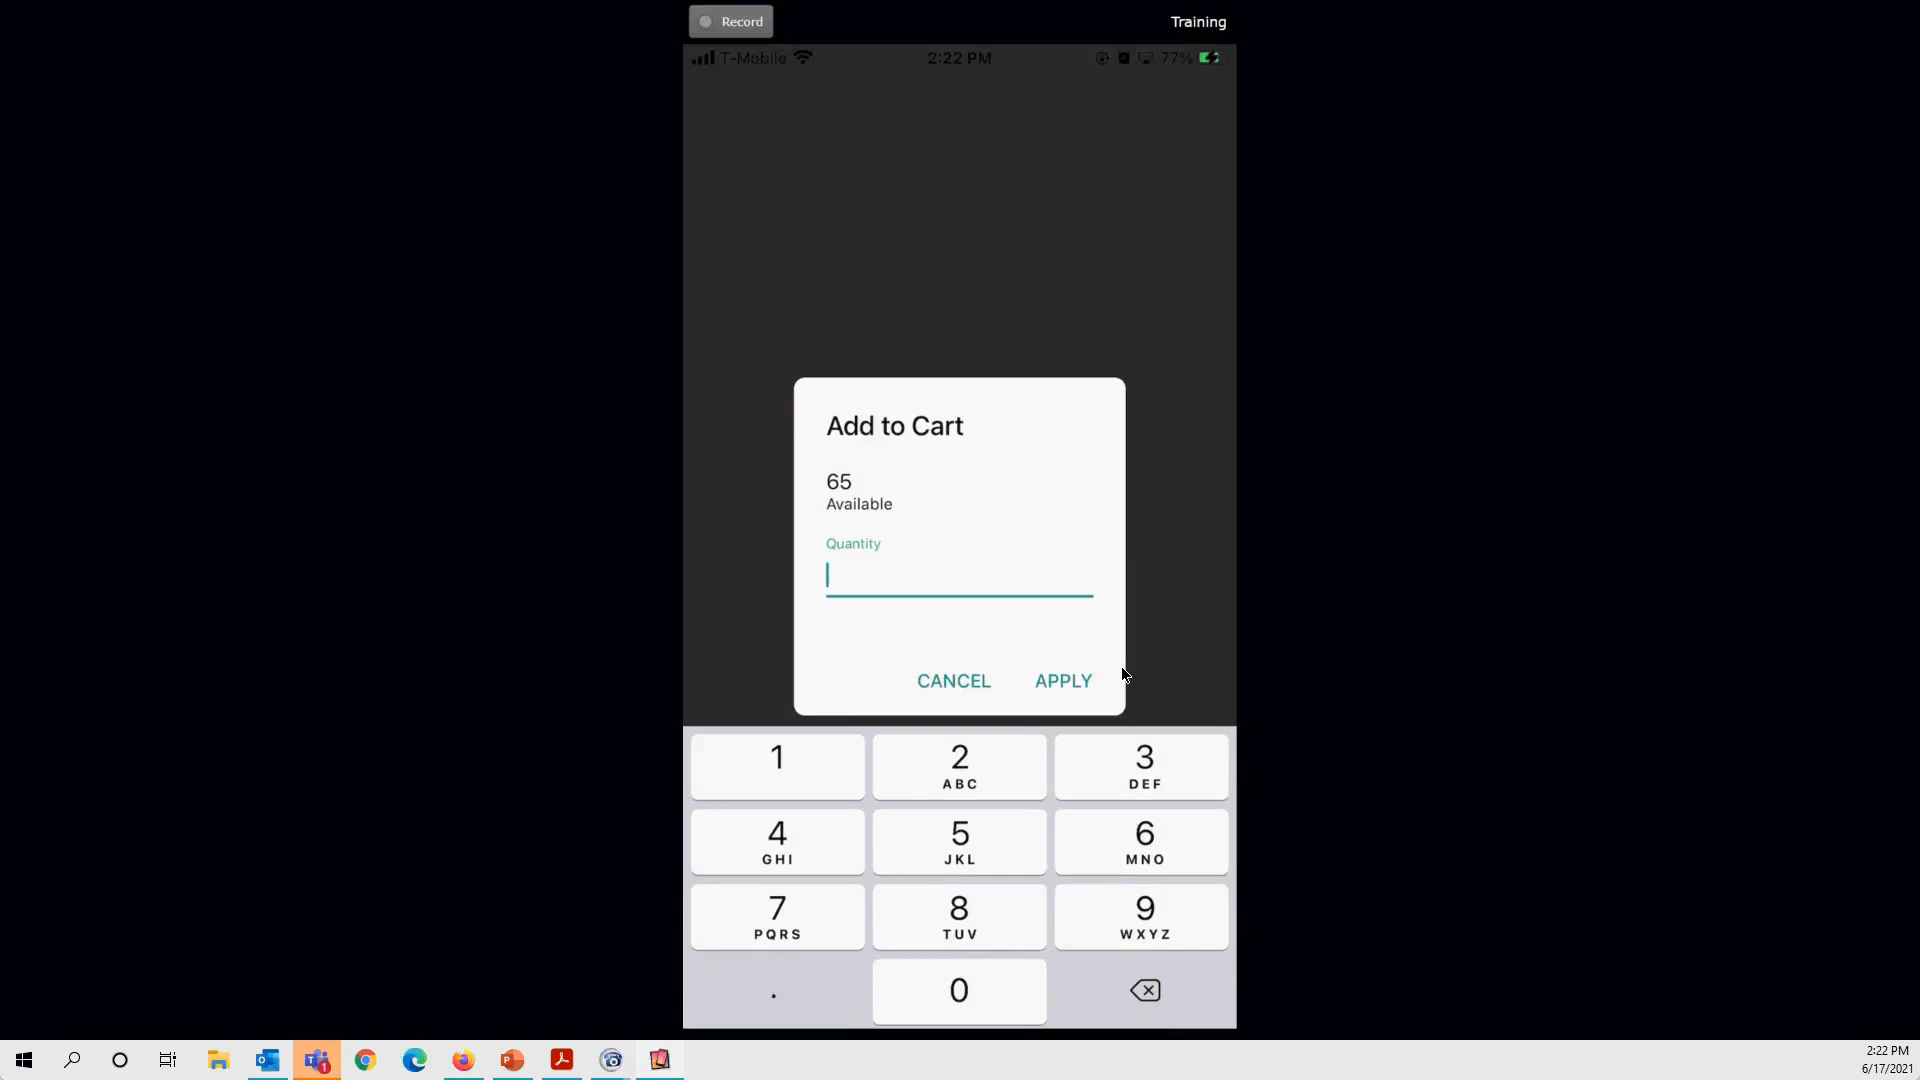 Record
Training
T-Mobile
2:22 PM
77%
Add to Cart
65
Available
Quantity
CANCEL
APPLY
1
2
ABC
3
DEF
4
GHI
5
JKL
6
MNO
7
PQRS
8
TUV
9
WXYZ
.
0
1
2:22 PM
6/17/2021